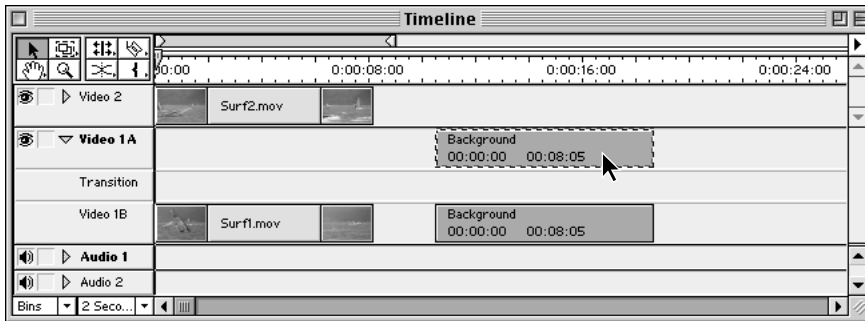 Timeline
00:00 0:00:08:00 0:00:16:00 0:00:24:00
Video 2 Surf2.mov
Video 1A Background
00:00:00 00:08:05
Transition
Video 1B Surf1.mov Background
00:00:00 00:08:05
Audio 1
Audio 2
Bins 2 Seco...